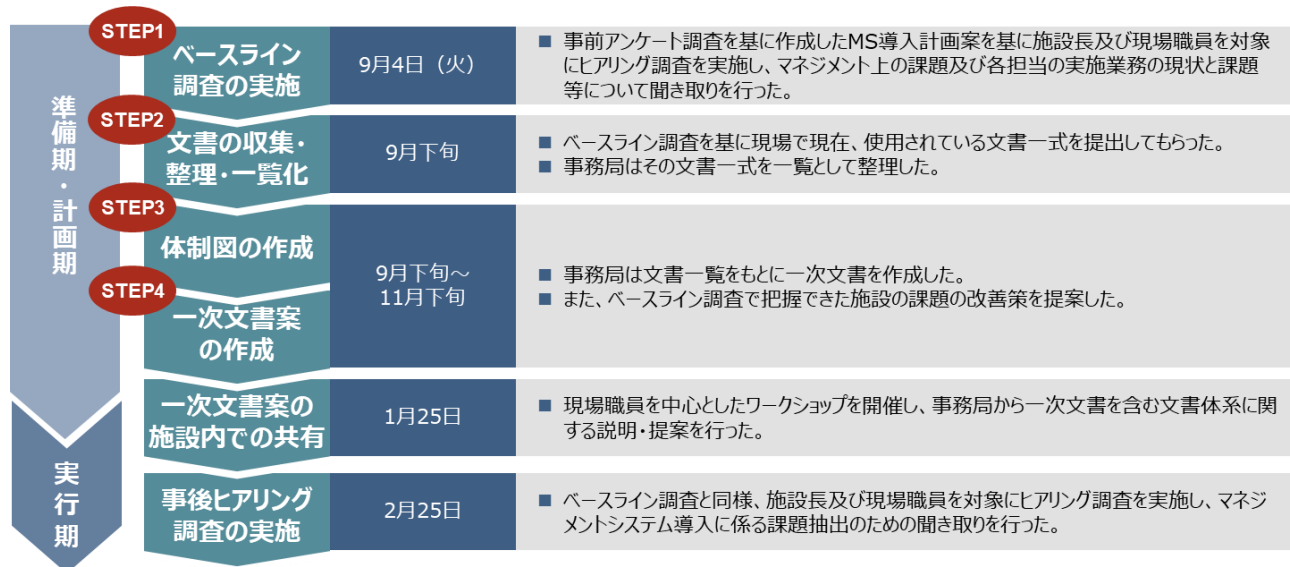 準備期・計画期
STEP1
ベースライン
調査の実施
9月4日（火）
■ 事前アンケート調査を基に作成したMS導入計画案を基に施設長及び現場職員を対象
にヒアリング調査を実施し、マネジメント上の課題及び各担当の実施業務の現状と課題
等について聞き取りを行った。
STEP2
文書の収集・
整理・一覧化
9月下旬
■ ベースライン調査を基に現場で現在、使用されている文書一式を提出してもらった。
■ 事務局はその文書一式を一覧として整理した。
STEP3
体制図の作成
STEP4
一次文書案
の作成
9月下旬～
11月下旬
■ 事務局は文書一覧をもとに一次文書を作成した。
■ また、ベースライン調査で把握できた施設の課題の改善策を提案した。
実行期
一次文書案の
施設内での共有
1月25日
■ 現場職員を中心としたワークショップを開催し、事務局から一次文書を含む文書体系に関
する説明・提案を行った。
事後ヒアリング
調査の実施
2月25日
■ ベースライン調査と同様、施設長及び現場職員を対象にヒアリング調査を実施し、マネジ
メントシステム導入に係る課題抽出のための聞き取りを行った。